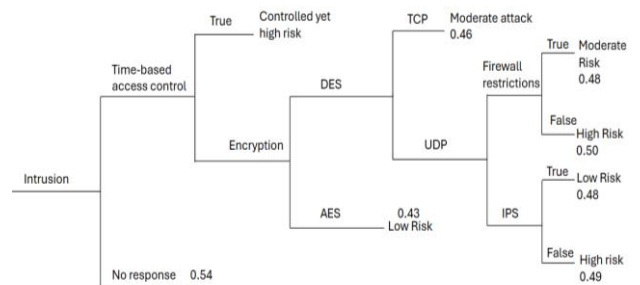 True
Controlled yet
high risk
TCP
Moderate attack
0.46
Time-based
access control
DES
Firewall
restrictions
True
Moderate
Risk
0.48
False
High Risk
0.50
Encryption
UDP
Intrusion
AES
0.43
Low Risk
IPS
True
Low Risk
0.48
False
High risk
0.49
No response 0.54